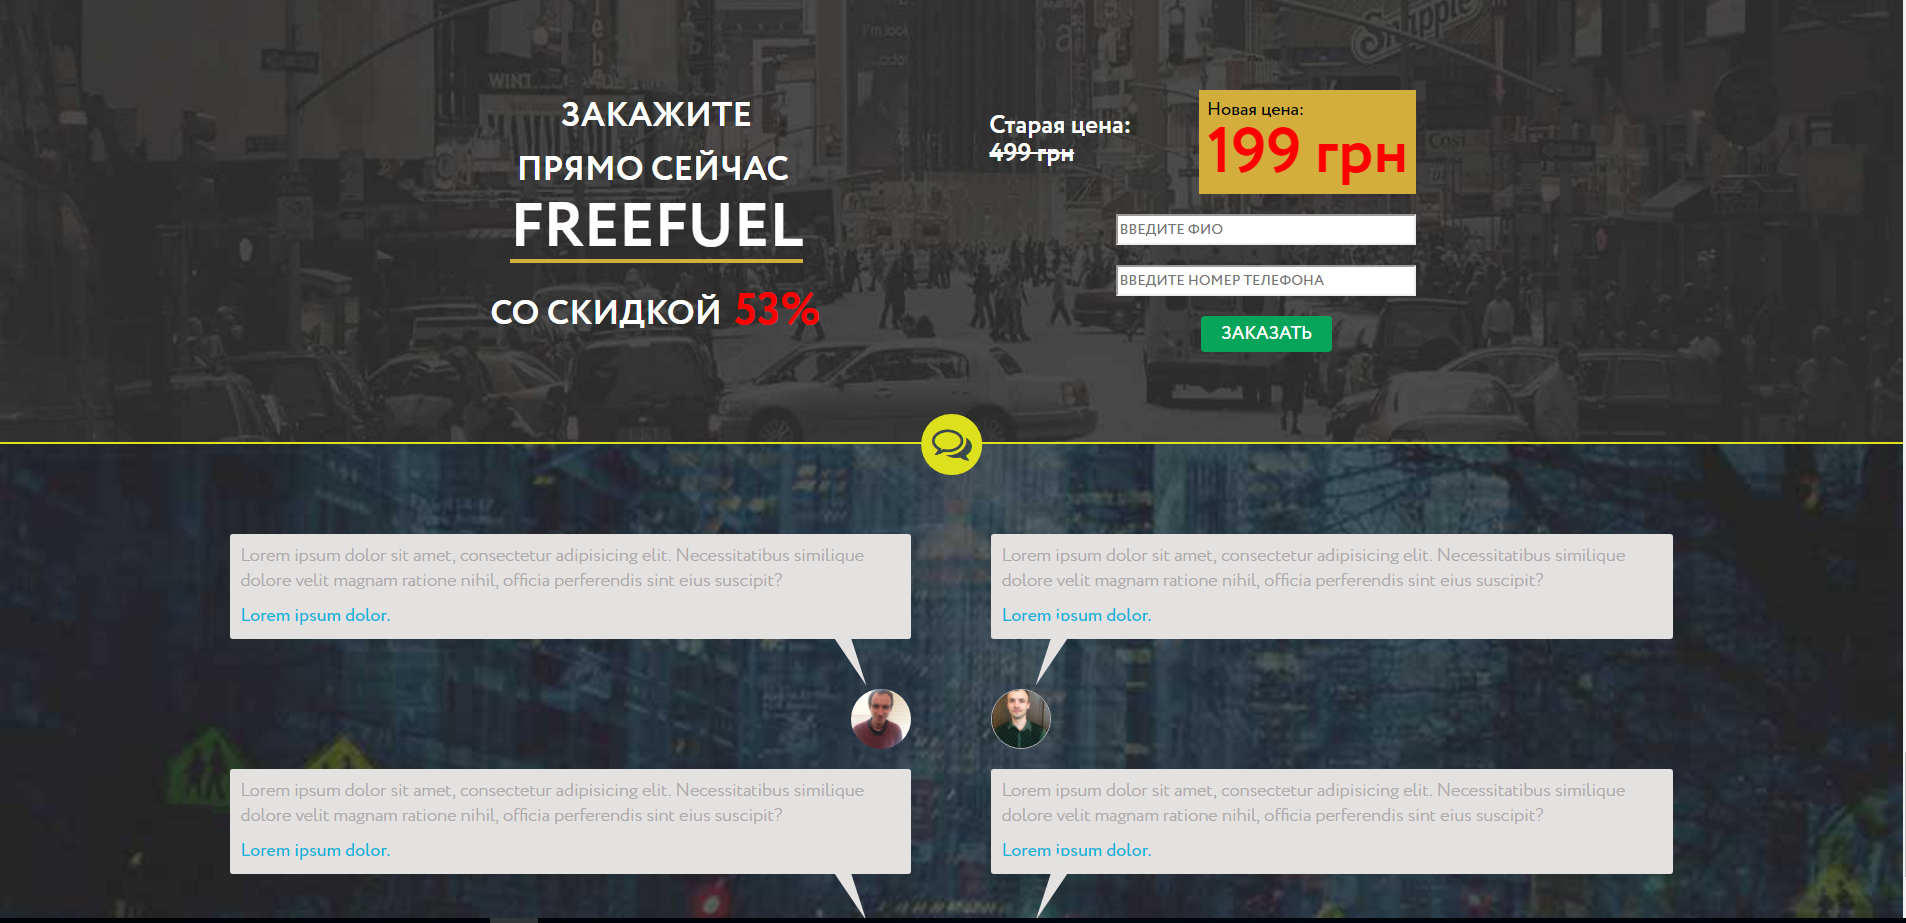 ЗАКАЖИТЕ
ПРЯМО СЕЙЧАС
FREEFUEL
СО СКИДКОЙ 53%
Старая цена:
499 грн
Новая цена:
199 грн
ВВЕДИТЕ ФИО
ВВЕДИТЕ НОМЕР ТЕЛЕФОНА
ЗАКАЗАТЬ
Lorem ipsum dolor sit amet, consectetur adipisicing elit. Necessitatibus similique
dolore velit magnam ratione nihil, officia perferendis sint eius suscipit?
Lorem ipsum dolor.
Lorem ipsum dolor sit amet, consectetur adipisicing elit. Necessitatibus similique
dolore velit magnam ratione nihil, officia perferendis sint eius suscipit?
Lorem ipsum dolor.
Lorem ipsum dolor sit amet, consectetur adipisicing elit. Necessitatibus similique
dolore velit magnam ratione nihil, officia perferendis sint eius suscipit?
Lorem ipsum dolor.
Lorem ipsum dolor sit amet, consectetur adipisicing elit. Necessitatibus similique
dolore velit magnam ratione nihil, officia perferendis sint eius suscipit?
Lorem ipsum dolor.
Snapple
WINT
I'm look
Cost